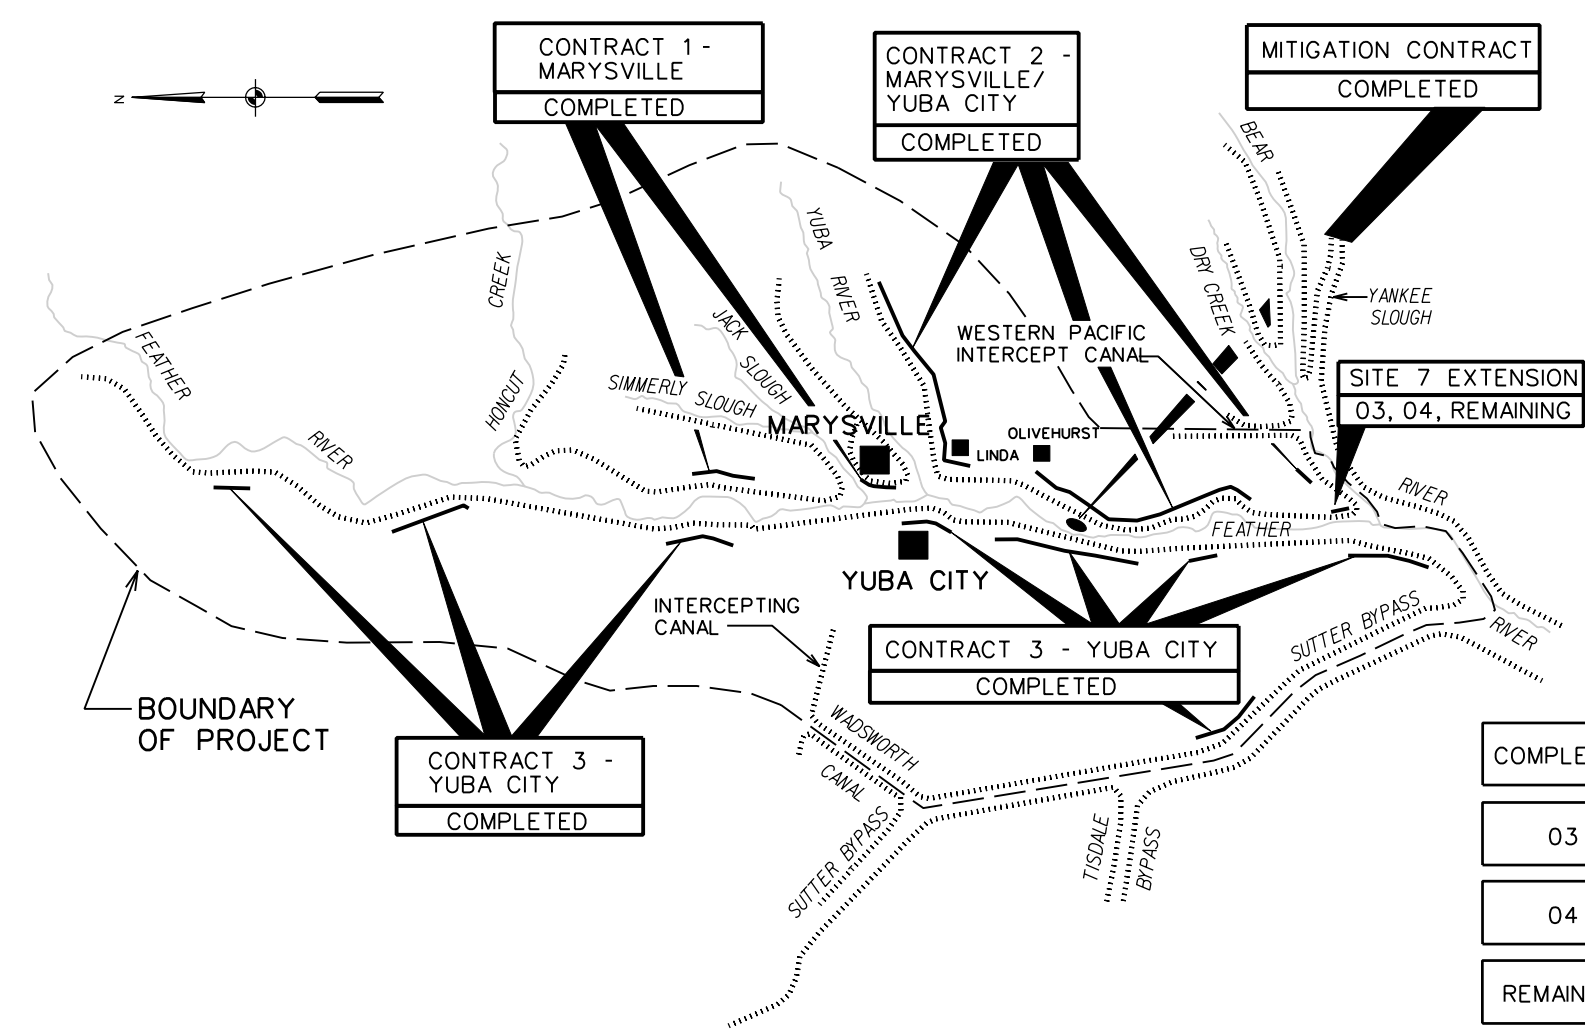 CONTRACT 1 -
MARYSVILLE
COMPLETED
CONTRACT 2 -
MARYSVILLE/
YUBA CITY
COMPLETED
MITIGATION CONTRACT
COMPLETED
N
BEAR
YUBA
RIVER
CREEK
DRY CREEK
YANKEE
SLOUGH
FEATHER
JACK
SLOUGH
WESTERN PACIFIC
INTERCEPT CANAL
SITE 7 EXTENSION
03, 04, REMAINING
SIMMERLY SLOUGH
HONCUT
MARYSVILLE
OLIVEHURST
LINDA
RIVER
RIVER
FEATHER
YUBA CITY
INTERCEPTING
CANAL
CONTRACT 3 - YUBA CITY
COMPLETED
SUTTER BYPASS
RIVER
BOUNDARY
OF PROJECT
WADSWORTH
CANAL
CONTRACT 3 -
YUBA CITY
COMPLETED
SUTTER BYPASS
TISDALE
BYPASS
COMPLE
03
04
REMAIN